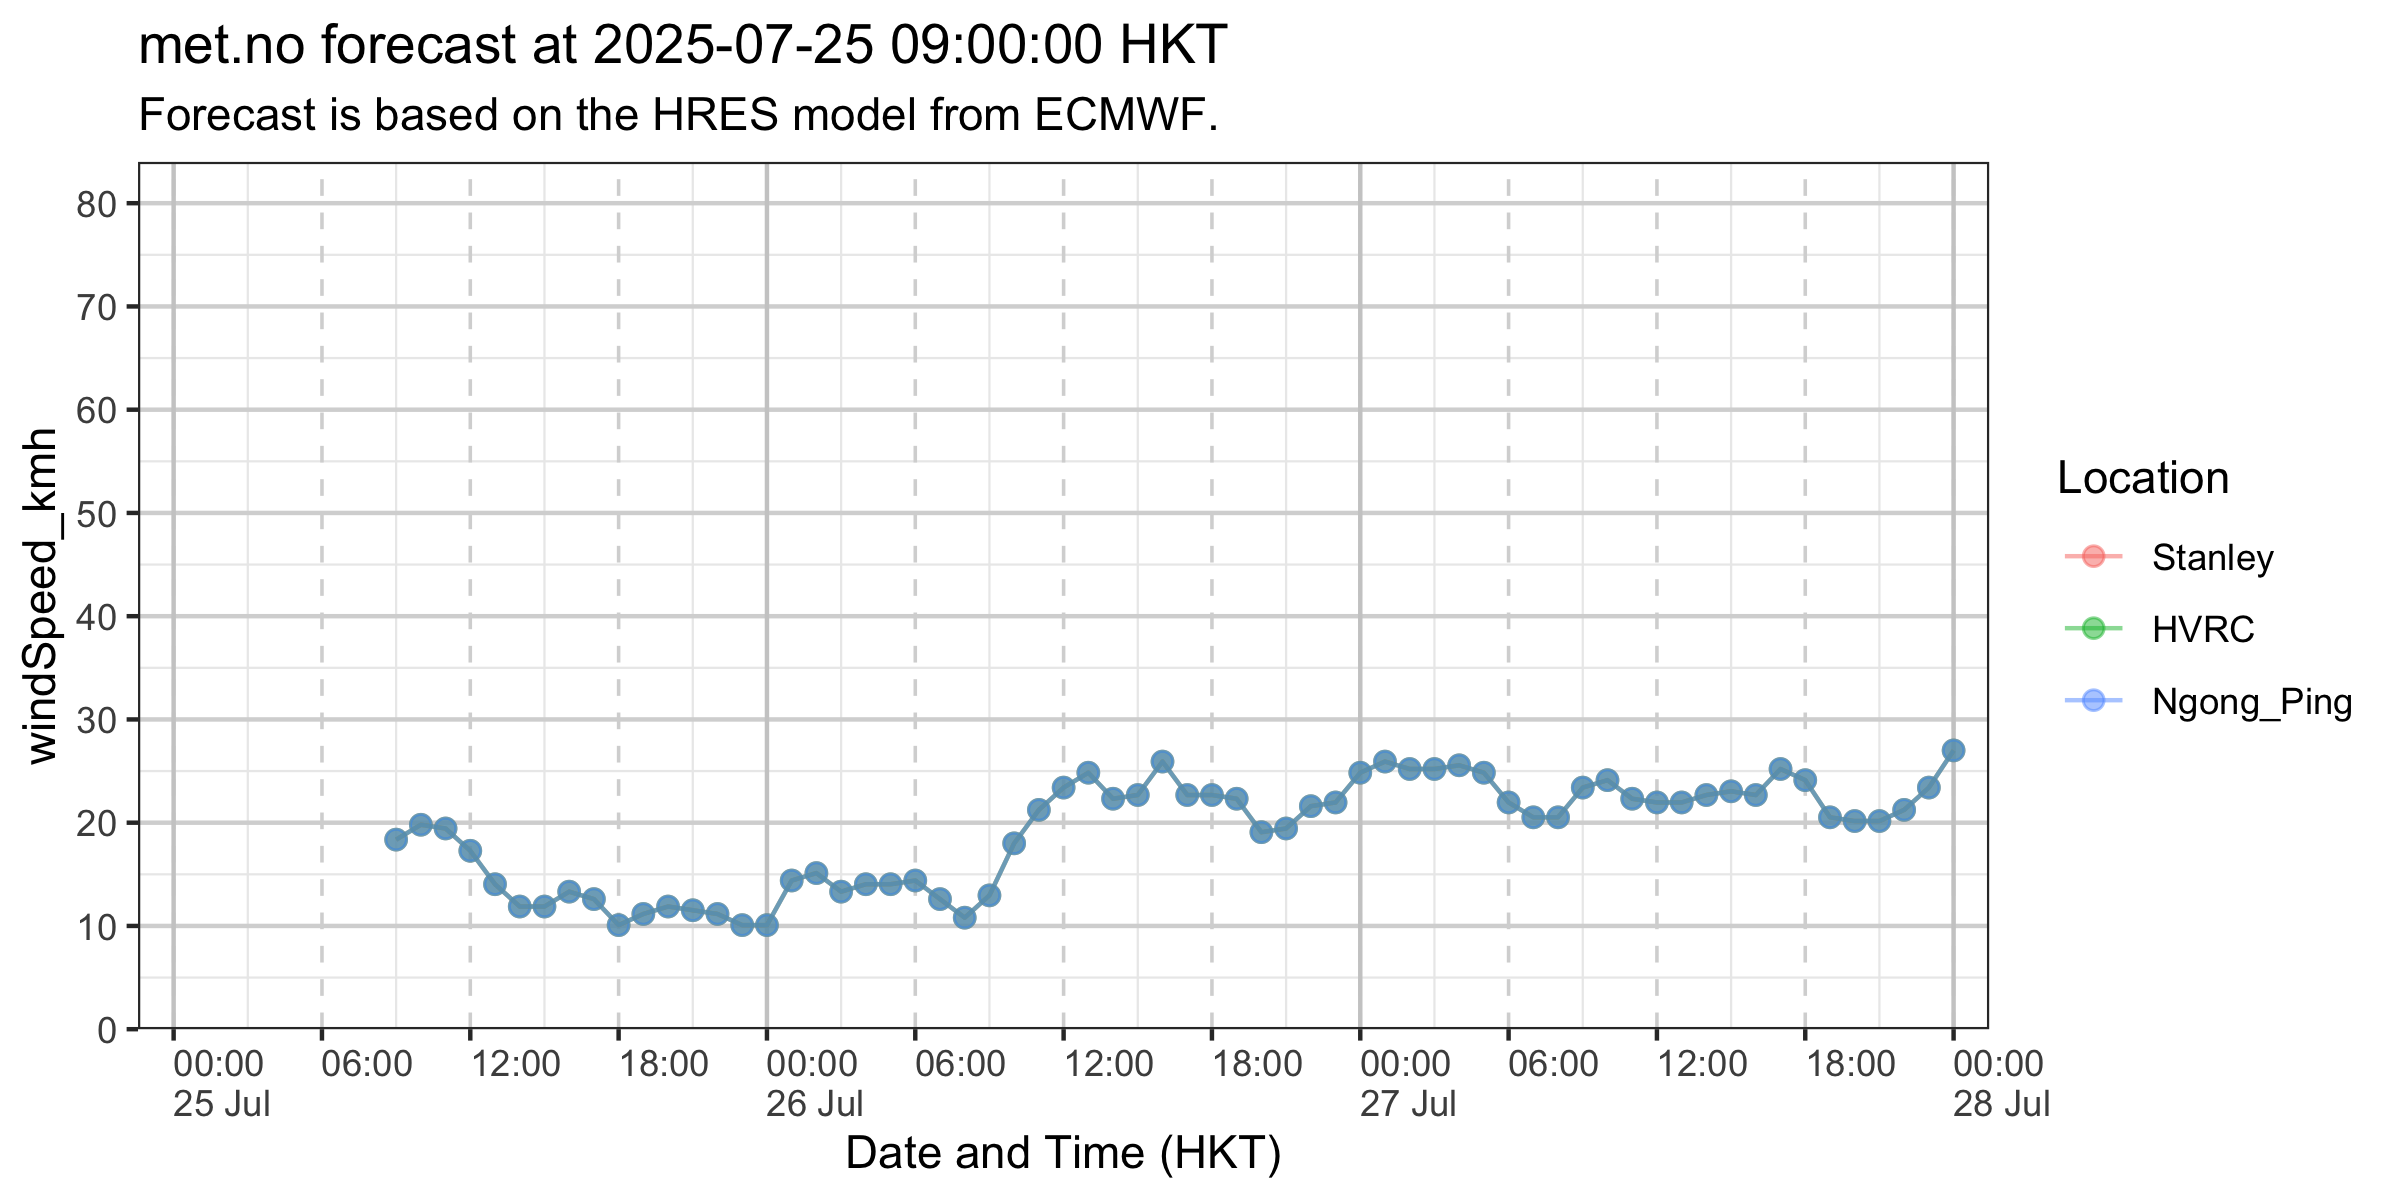 met.no forecast at 2025-07-25 09:00:00 HKT
Forecast is based on the HRES model from ECMWF.
windSpeed_kmh
80
70
60
50
40
30
20
10
0
00:00 06:00 12:00 18:00 00:00 06:00 12:00 18:00 00:00 06:00 12:00 18:00 00:00
25 Jul 26 Jul 27 Jul 28 Jul
Date and Time (HKT)
Location
Stanley
HVRC
Ngong_Ping